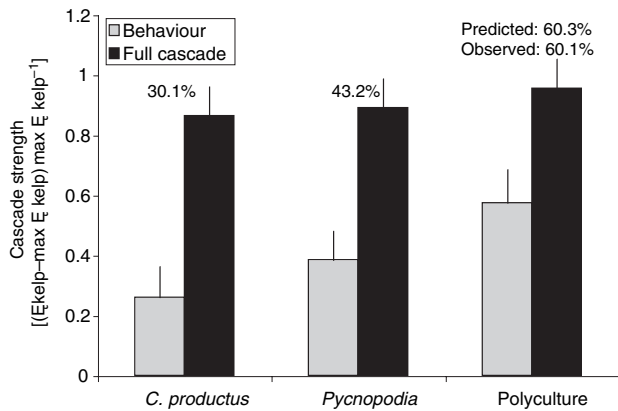 1.2
1
0.8
0.6
0.4
0.2
0
Cascade strength
[(Ękelp–max Ę kelp) max Ę kelp⁻¹]
Behaviour
Full cascade
30.1%
43.2%
Predicted: 60.3%
Observed: 60.1%
C. productus
Pycnopodia
Polyculture